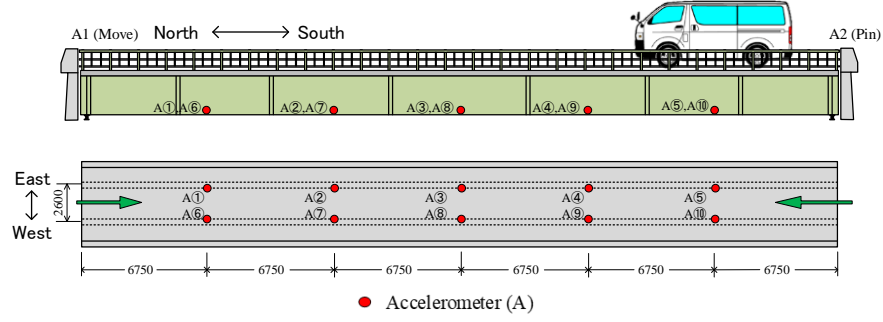 A1 (Move) North South A2 (Pin)
A①,A⑥ A②,A⑦ A③,A⑧ A④,A⑨ A⑤,A⑩
East
West
2600
A① A② A③ A④ A⑤
A⑥ A⑦ A⑧ A⑨ A⑩
6750 6750 6750 6750 6750 6750
Accelerometer (A)